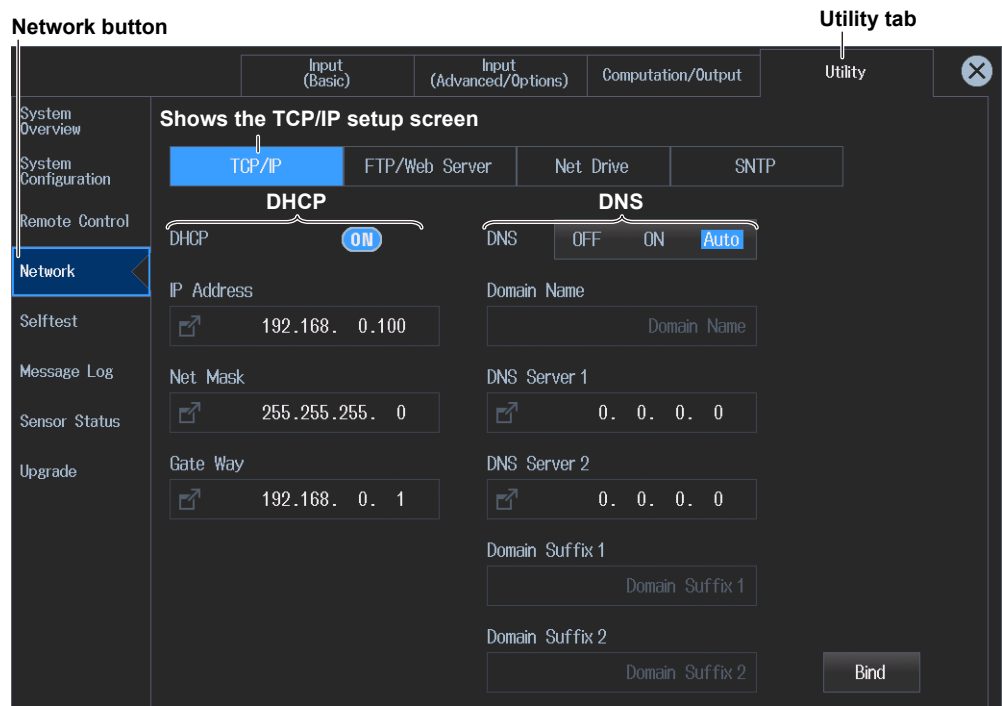 Network button
Utility tab
Input
(Basic)
Input
(Advanced/Options)
Computation/Output
Utility
System
Overview
Shows the TCP/IP setup screen
System
Configuration
TCP/IP
FTP/Web Server
Net Drive
SNTP
DHCP
DNS
Remote Control
DHCP
ON
DNS
OFF
ON
Auto
Network
IP Address
192.168. 0.100
Domain Name
Domain Name
Selftest
Message Log
Net Mask
255.255.255. 0
DNS Server 1
0. 0. 0. 0
Sensor Status
Upgrade
Gate Way
192.168. 0. 1
DNS Server 2
0. 0. 0. 0
Domain Suffix 1
Domain Suffix 1
Domain Suffix 2
Domain Suffix 2
Bind